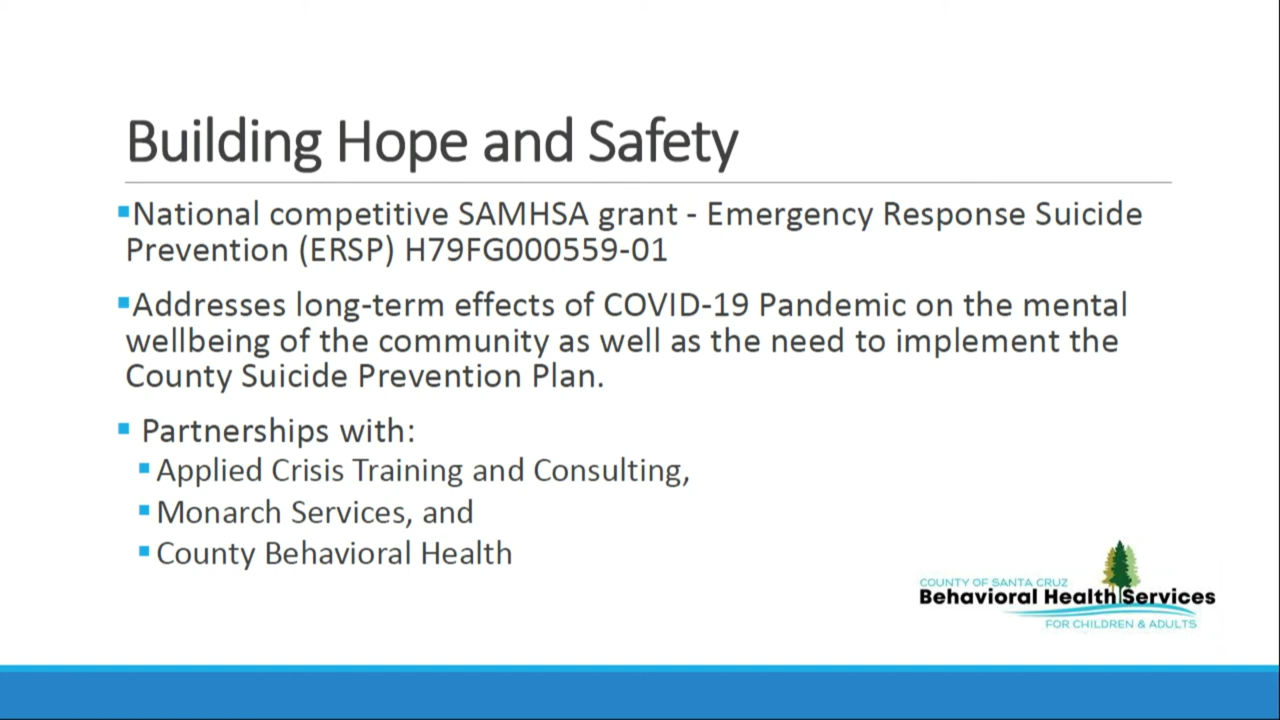 Building Hope and Safety
National competitive SAMHSA grant - Emergency Response Suicide
Prevention (ERSP) H79FG000559-01
Addresses long-term effects of COVID-19 Pandemic on the mental
wellbeing of the community as well as the need to implement the
County Suicide Prevention Plan.
Partnerships with:
Applied Crisis Training and Consulting,
Monarch Services, and
County Behavioral Health
COUNTY OF SANTA CRUZ
Behavioral Health Services
FOR CHILDREN & ADULTS